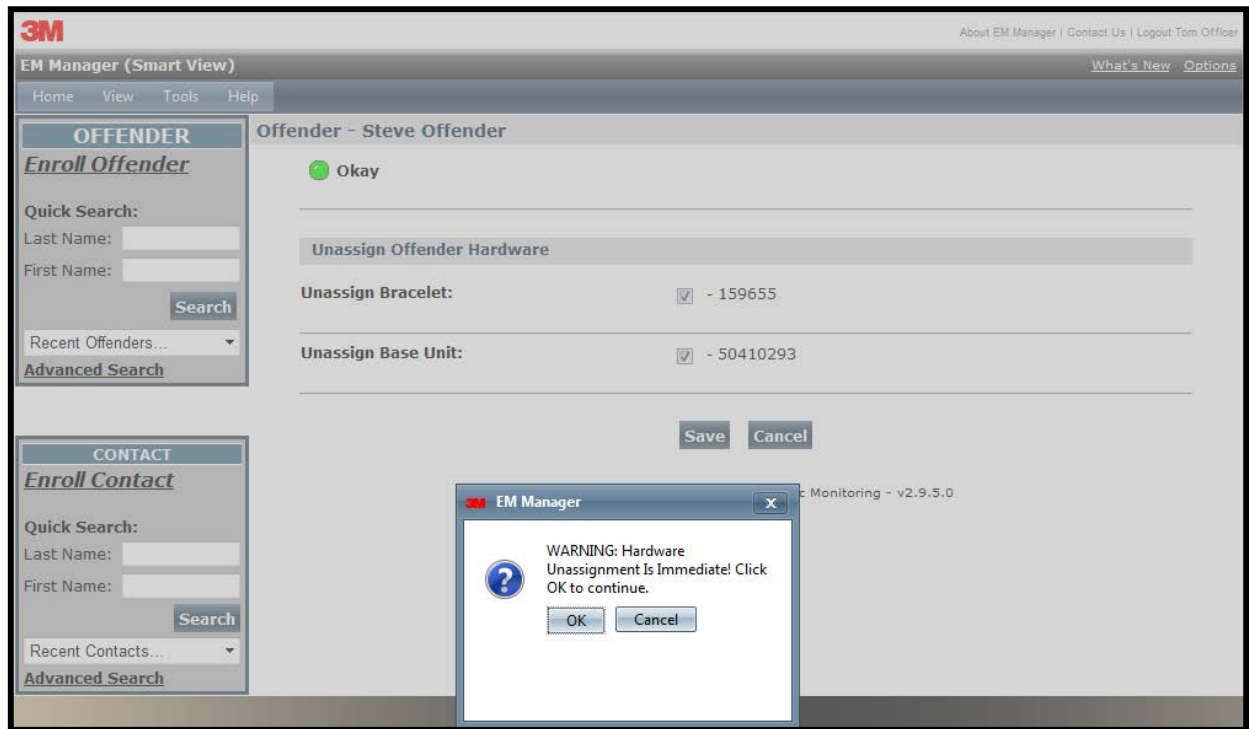 3M
About EM Manager | Contact Us | Logout Tom Officer
EM Manager (Smart View)
What's New Options
Home View Tools Help
OFFENDER
Enroll Offender
Quick Search:
Last Name:
First Name:
Search
Recent Offenders...
Advanced Search
CONTACT
Enroll Contact
Quick Search:
Last Name:
First Name:
Search
Recent Contacts...
Advanced Search
Offender - Steve Offender
Okay
Unassign Offender Hardware
Unassign Bracelet: - 159655
Unassign Base Unit: - 50410293
Save Cancel
Monitoring - v2.9.5.0
3M EM Manager x
WARNING: Hardware
Unassignment Is Immediate! Click
OK to continue.
OK Cancel